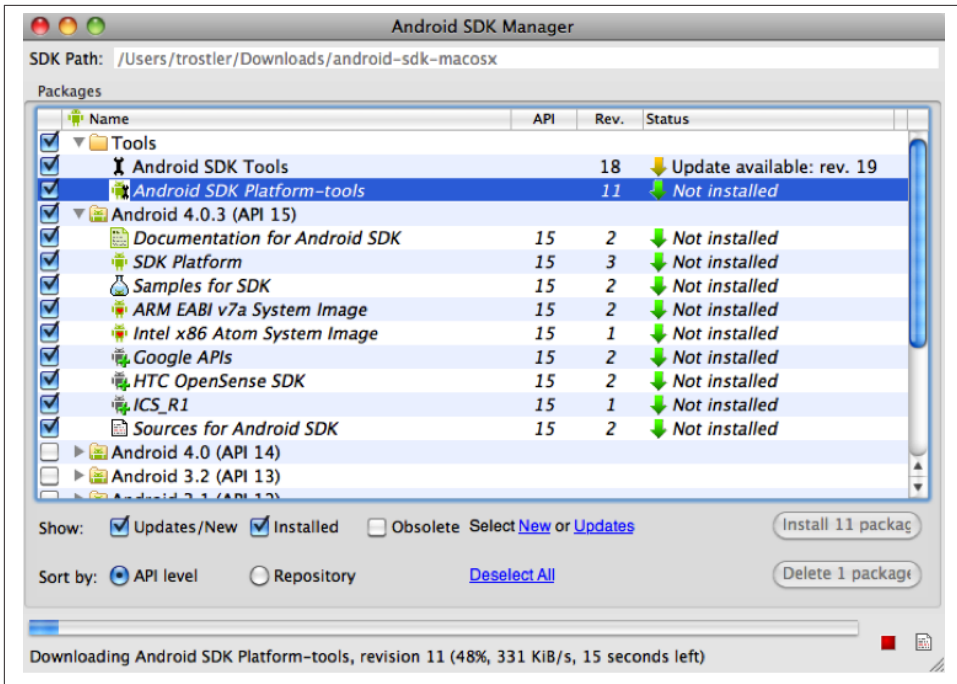 Android SDK Manager
SDK Path: /Users/trostler/Downloads/android-sdk-macosx
Packages
Name API Rev. Status
Tools
Android SDK Tools 18 Update available: rev. 19
Android SDK Platform-tools 11 Not installed
Android 4.0.3 (API 15)
Documentation for Android SDK 15 2 Not installed
SDK Platform 15 3 Not installed
Samples for SDK 15 2 Not installed
ARM EABI v7a System Image 15 2 Not installed
Intel x86 Atom System Image 15 1 Not installed
Google APIs 15 2 Not installed
HTC OpenSense SDK 15 2 Not installed
ICS_R1 15 1 Not installed
Sources for Android SDK 15 2 Not installed
Android 4.0 (API 14)
Android 3.2 (API 13)
Android 3.1 (API 12)
Show: Updates/New Installed Obsolete Select New or Updates Install 11 packag
Sort by: API level Repository Deselect All Delete 1 package
Downloading Android SDK Platform-tools, revision 11 (48%, 331 KiB/s, 15 seconds left)